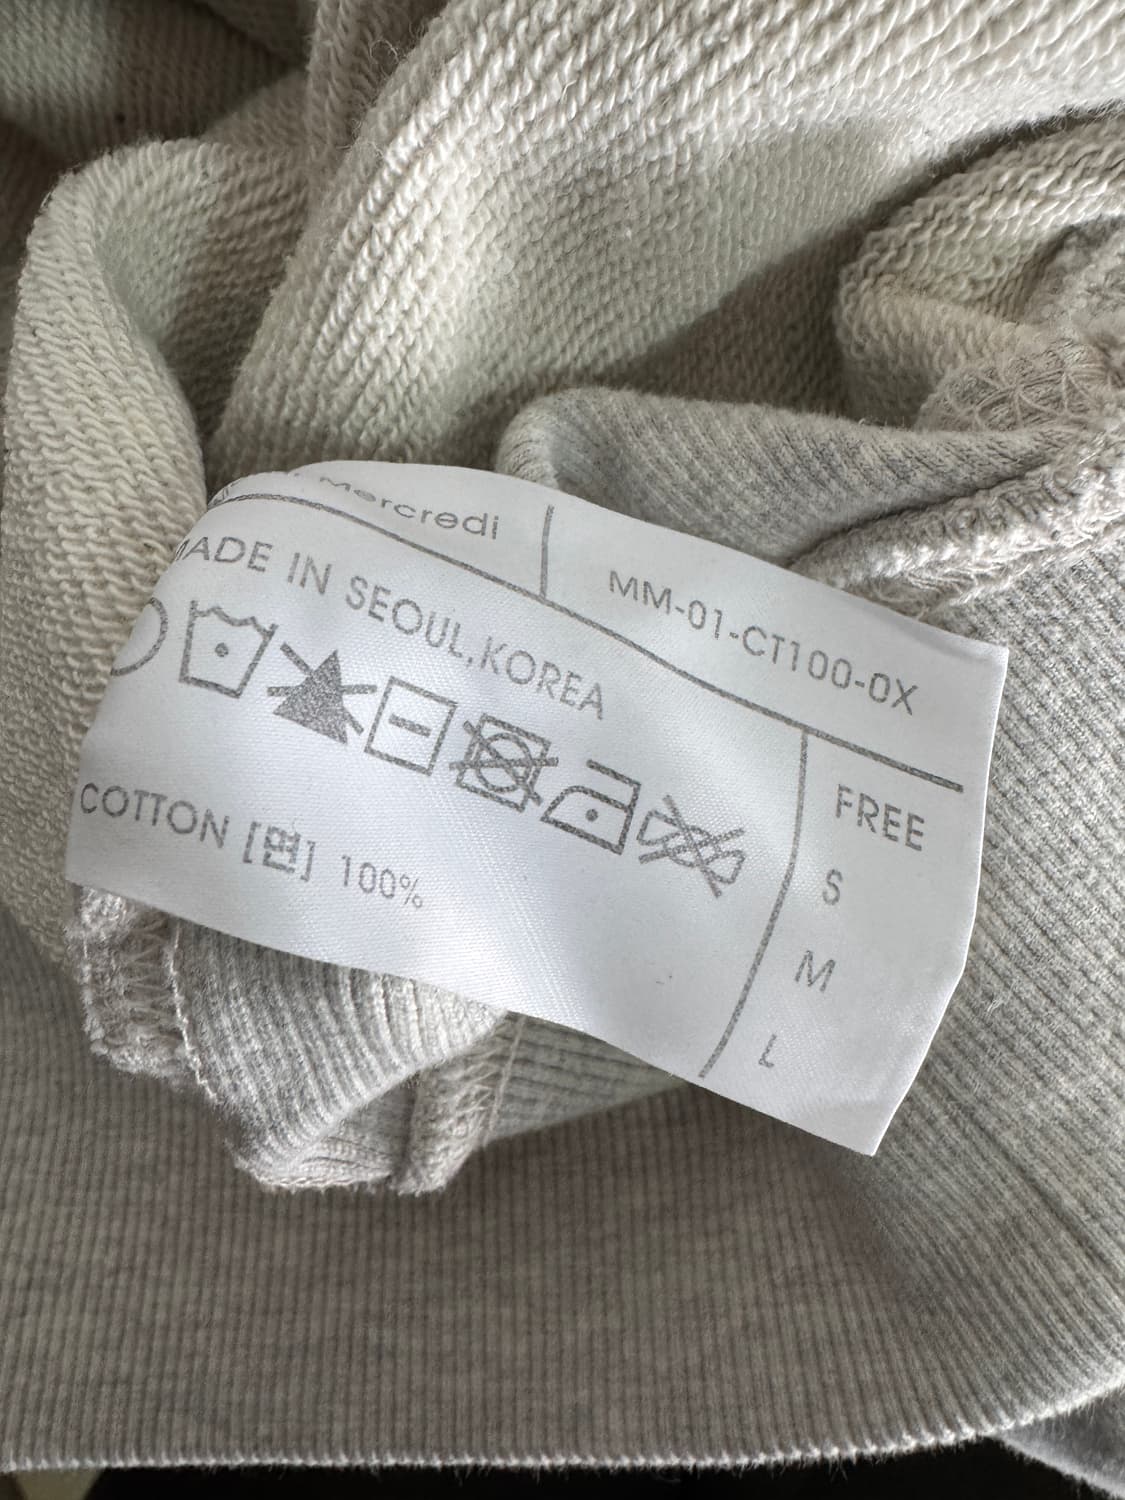 Mercredi
MM-01-CT100-0X
MADE IN SEOUL,KOREA
COTTON [면] 100%
FREE
S
M
L